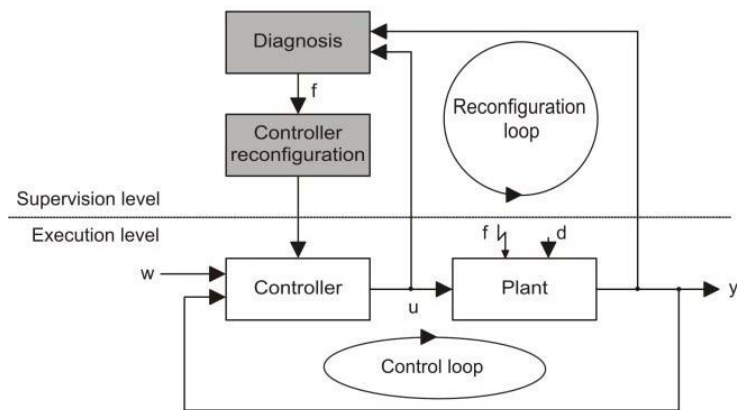 Diagnosis
f
Reconfiguration
loop
Controller
reconfiguration
Supervision level
Execution level
f
d
w
Controller
Plant
u
y
Control loop